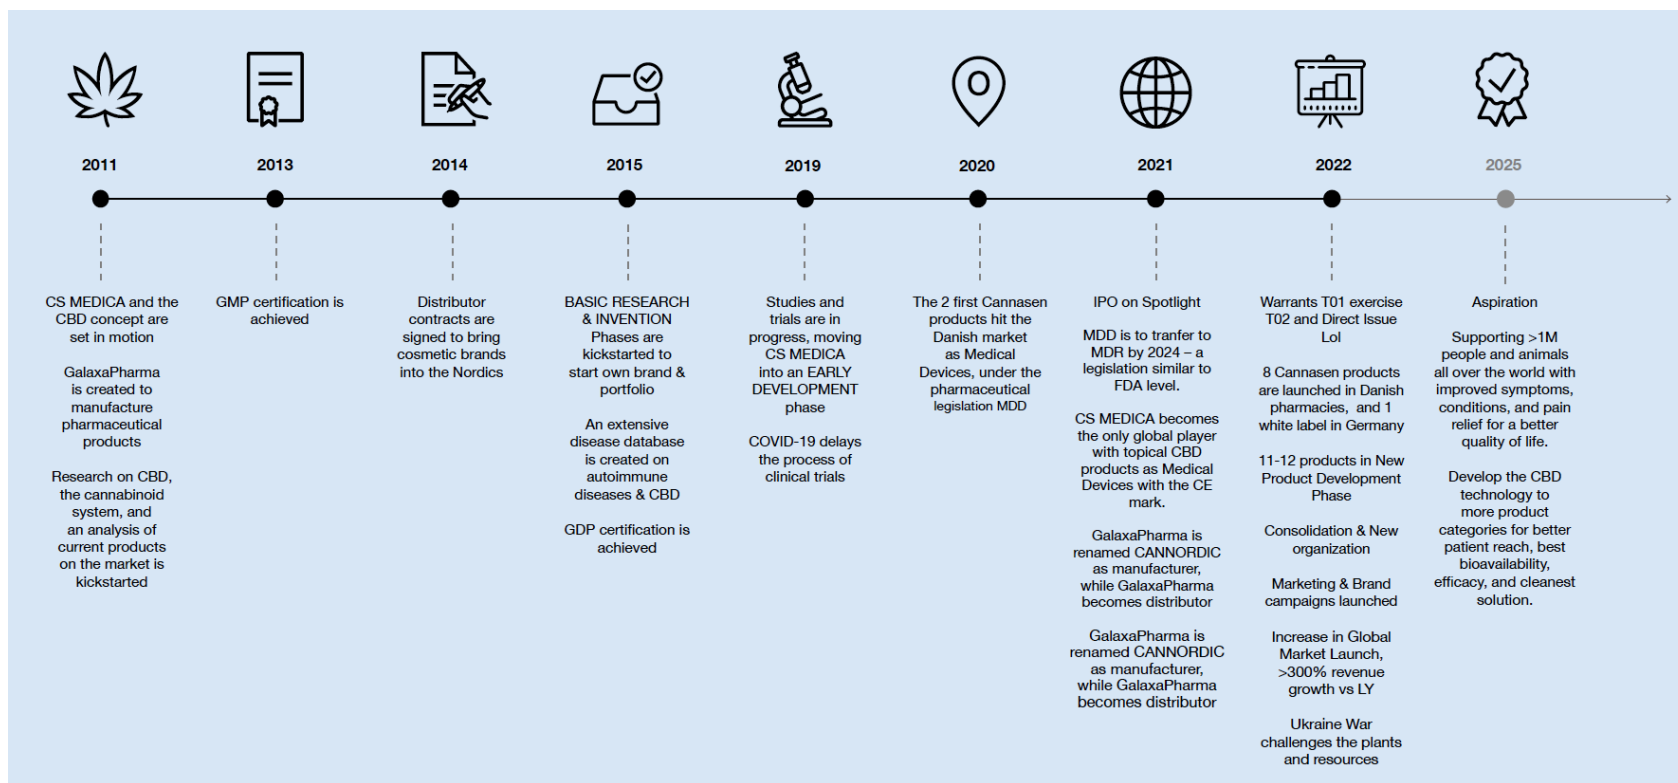 2011
CS MEDICA and the
CBD concept are
set in motion
GalaxaPharma
is created to
manufacture
pharmaceutical
products
Research on CBD,
the cannabinoid
system, and
an analysis of
current products
on the market is
kickstarted
2013
GMP certification is
achieved
2014
Distributor
contracts are
signed to bring
cosmetic brands
into the Nordics
2015
BASIC RESEARCH
& INVENTION
Phases are
kickstarted to
start own brand &
portfolio
An extensive
disease database
is created on
autoimmune
diseases & CBD
GDP certification is
achieved
2019
Studies and
trials are in
progress, moving
CS MEDICA
into an EARLY
DEVELOPMENT
phase
COVID-19 delays
the process of
clinical trials
2020
The 2 first Cannasen
products hit the
Danish market
as Medical
Devices, under the
pharmaceutical
legislation MDD
2021
IPO on Spotlight
MDD is to tranfer to
MDR by 2024 – a
legislation similar to
FDA level.
CS MEDICA becomes
the only global player
with topical CBD
products as Medical
Devices with the CE
mark.
GalaxaPharma is
renamed CANNORDIC
as manufacturer,
while GalaxaPharma
becomes distributor
GalaxaPharma is
renamed CANNORDIC
as manufacturer,
while GalaxaPharma
becomes distributor
2022
Warrants T01 exercise
T02 and Direct Issue
LoI
8 Cannasen products
are launched in Danish
pharmacies, and 1
white label in Germany
11-12 products in New
Product Development
Phase
Consolidation & New
organization
Marketing & Brand
campaigns launched
Increase in Global
Market Launch,
>300% revenue
growth vs LY
Ukraine War
challenges the plants
and resources
2025
Aspiration
Supporting >1M
people and animals
all over the world with
improved symptoms,
conditions, and pain
relief for a better
quality of life.
Develop the CBD
technology to
more product
categories for better
patient reach, best
bioavailability,
efficacy, and cleanest
solution.